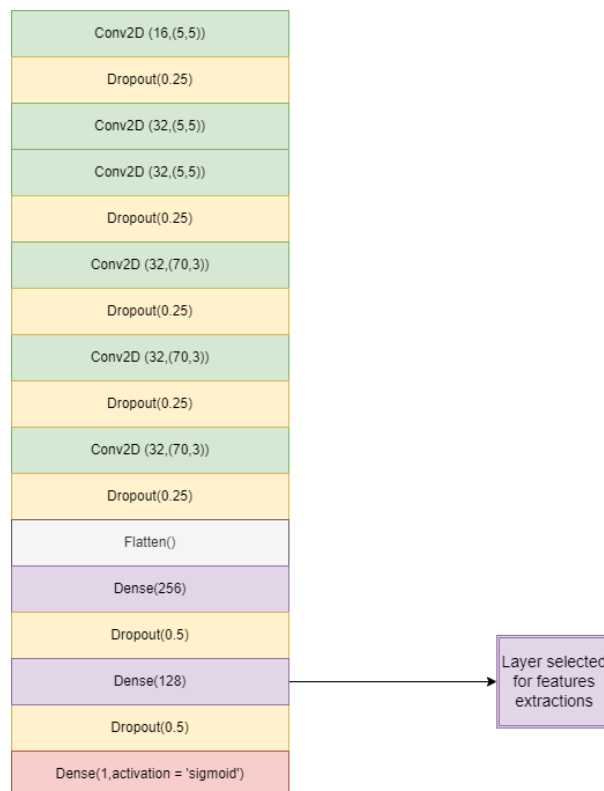 Conv2D (16,(5,5))
Dropout(0.25)
Conv2D (32,(5,5))
Conv2D (32,(5,5))
Dropout(0.25)
Conv2D (32,(70,3))
Dropout(0.25)
Conv2D (32,(70,3))
Dropout(0.25)
Conv2D (32,(70,3))
Dropout(0.25)
Flatten()
Dense(256)
Dropout(0.5)
Dense(128)
Layer selected
for features
extractions
Dropout(0.5)
Dense(1,activation = 'sigmoid')